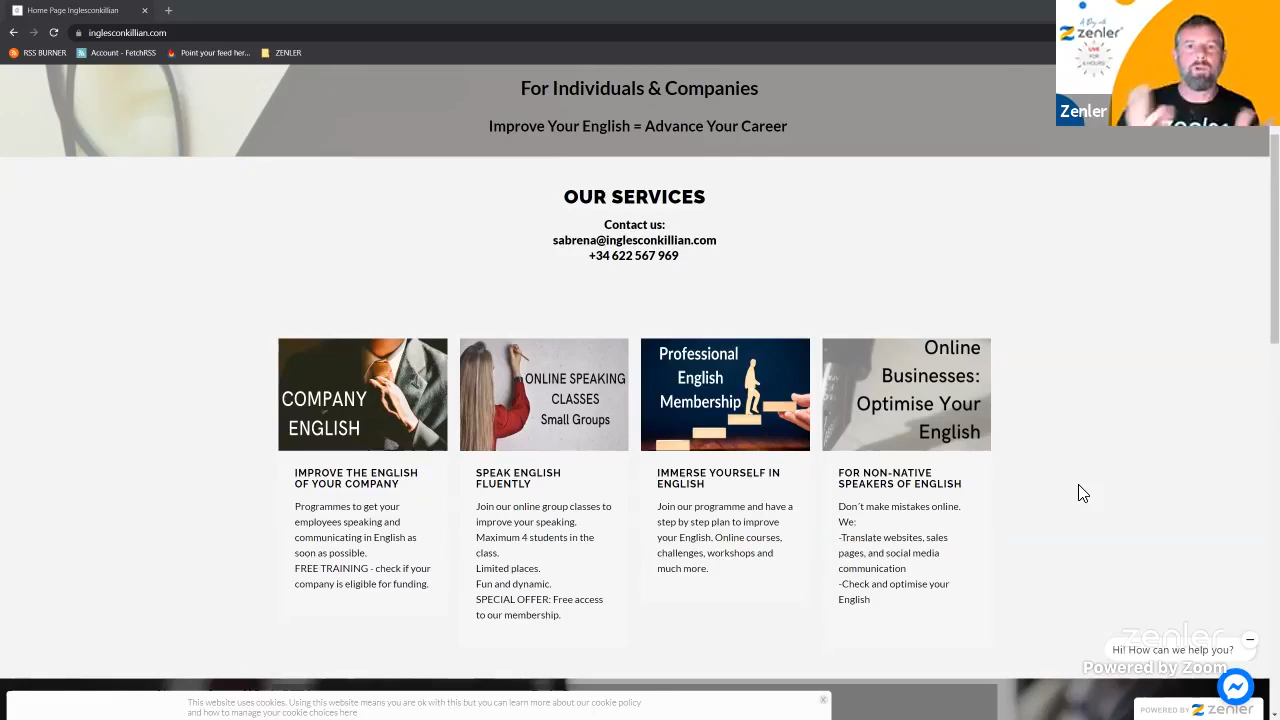 Home Page Inglesconkillian
inglesconkillian.com
RSS BURNER
Account - FetchRSS
Point your feed her...
ZENLER
A Day with
zenler
LIVE
FOR
6 HOURS
Zenler
For Individuals & Companies
Improve Your English = Advance Your Career
OUR SERVICES
Contact us:
sabrena@inglesconkillian.com
+34 622 567 969
COMPANY
ENGLISH
IMPROVE THE ENGLISH
OF YOUR COMPANY
Programmes to get your
employees speaking and
communicating in English as
soon as possible.
FREE TRAINING - check if your
company is eligible for funding.
ONLINE SPEAKING
CLASSES
Small Groups
SPEAK ENGLISH
FLUENTLY
Join our online group classes to
improve your speaking.
Maximum 4 students in the
class.
Limited places.
Fun and dynamic.
SPECIAL OFFER: Free access
to our membership.
Professional
English
Membership
IMMERSE YOURSELF IN
ENGLISH
Join our programme and have a
step by step plan to improve
your English. Online courses,
challenges, workshops and
much more.
Online
Businesses:
Optimise Your
English
FOR NON-NATIVE
SPEAKERS OF ENGLISH
Don´t make mistakes online.
We:
-Translate websites, sales
pages, and social media
communication
-Check and optimise your
English
zenler
Hi! How can we help you?
Powered by Zoom
This website uses cookies. Using this website means you are ok with this but you can learn more about our cookie policy
and how to manage your cookie choices here
POWERED BY zenler